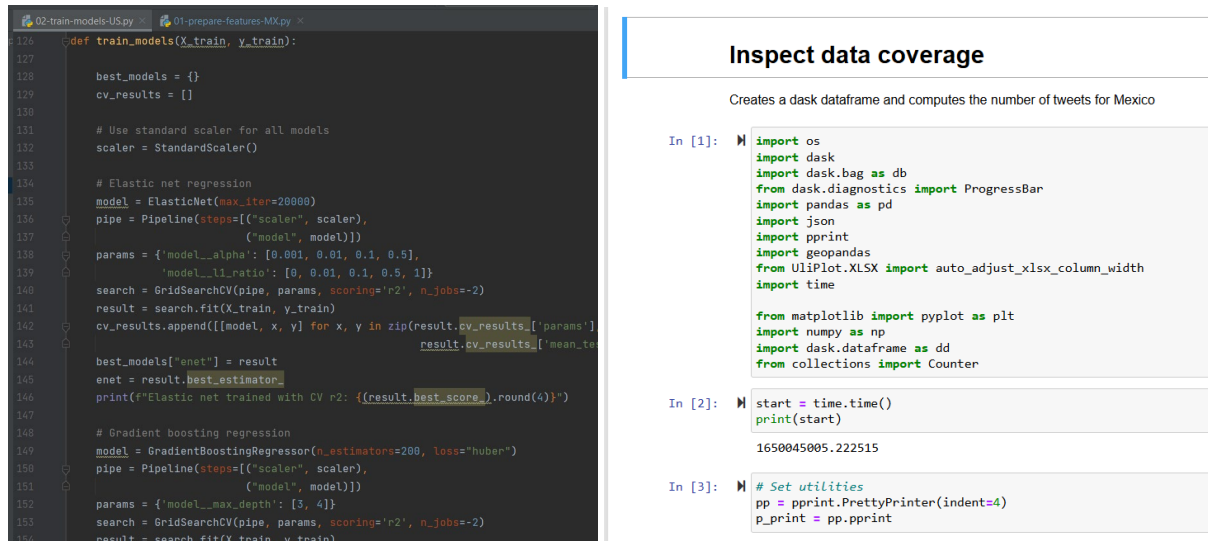 02-train-models-US.py
01-prepare-features-MX.py
126 def train_models(X_train, y_train):
127
128 best_models = {}
129 cv_results = []
130
131 # Use standard scaler for all models
132 scaler = StandardScaler()
133
134 # Elastic net regression
135 model = ElasticNet(max_iter=20000)
136 pipe = Pipeline(steps=[("scaler", scaler),
137 ("model", model)])
138 params = {'model__alpha': [0.001, 0.01, 0.1, 0.5],
139 'model__l1_ratio': [0, 0.01, 0.1, 0.5, 1]}
140 search = GridSearchCV(pipe, params, scoring='r2', n_jobs=-2)
141 result = search.fit(X_train, y_train)
142 cv_results.append([[model, x, y] for x, y in zip(result.cv_results_['params'],
143 result.cv_results_['mean_te
144 best_models["enet"] = result
145 enet = result.best_estimator_
146 print(f"Elastic net trained with CV r2: {(result.best_score_).round(4)}")
147
148 # Gradient boosting regression
149 model = GradientBoostingRegressor(n_estimators=200, loss="huber")
150 pipe = Pipeline(steps=[("scaler", scaler),
151 ("model", model)])
152 params = {'model__max_depth': [3, 4]}
153 search = GridSearchCV(pipe, params, scoring='r2', n_jobs=-2)
154 result = search.fit(X_train, y_train)
Inspect data coverage
Creates a dask dataframe and computes the number of tweets for Mexico
In [1]: import os
import dask
import dask.bag as db
from dask.diagnostics import ProgressBar
import pandas as pd
import json
import pprint
import geopandas
from UliPlot.XLSX import auto_adjust_xlsx_column_width
import time
from matplotlib import pyplot as plt
import numpy as np
import dask.dataframe as dd
from collections import Counter
In [2]: start = time.time()
print(start)
1650045005.222515
In [3]: # Set utilities
pp = pprint.PrettyPrinter(indent=4)
p_print = pp.pprint